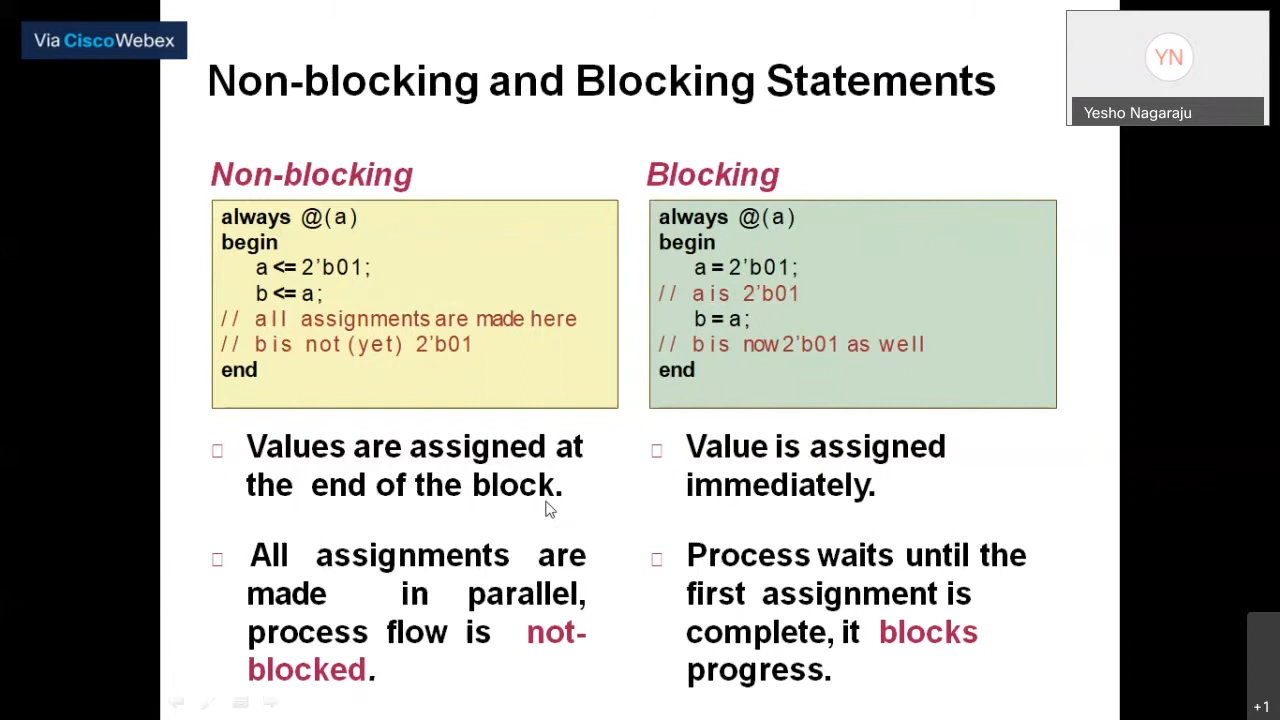 Via CiscoWebex
YN
Yesho Nagaraju
Non-blocking and Blocking Statements
Non-blocking
always @(a)
begin
a <= 2’b01;
b <= a;
// all assignments are made here
// b is not (yet) 2’b01
end
Values are assigned at
the end of the block.
All assignments are
made in parallel,
process flow is not-
blocked.
Blocking
always @(a)
begin
a = 2’b01;
// a is 2’b01
b = a;
// b is now 2’b01 as well
end
Value is assigned
immediately.
Process waits until the
first assignment is
complete, it blocks
progress.
+1